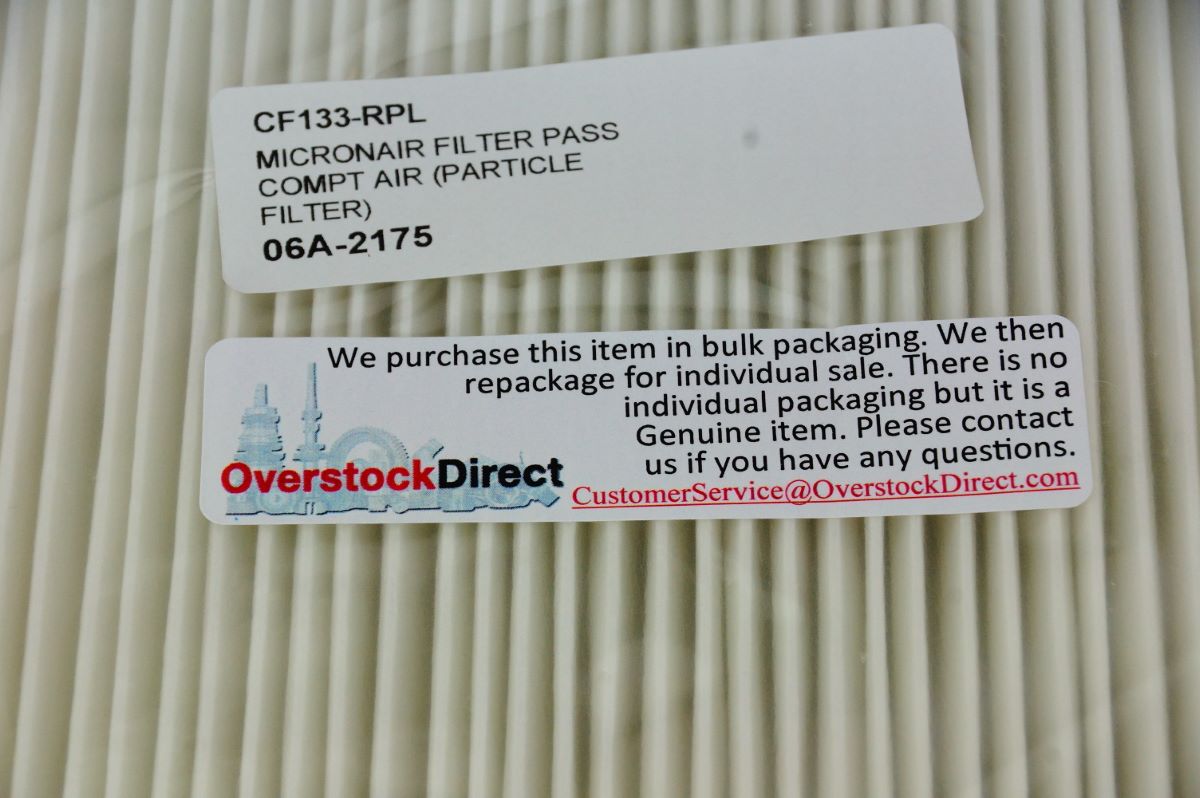 CF133-RPL
MICRONAIR FILTER PASS
COMPT AIR (PARTICLE
FILTER)
06A-2175
We purchase this item in bulk packaging. We then
repackage for individual sale. There is no
individual packaging but it is a
Genuine item. Please contact
us if you have any questions.
OverstockDirect
CustomerService@OverstockDirect.com